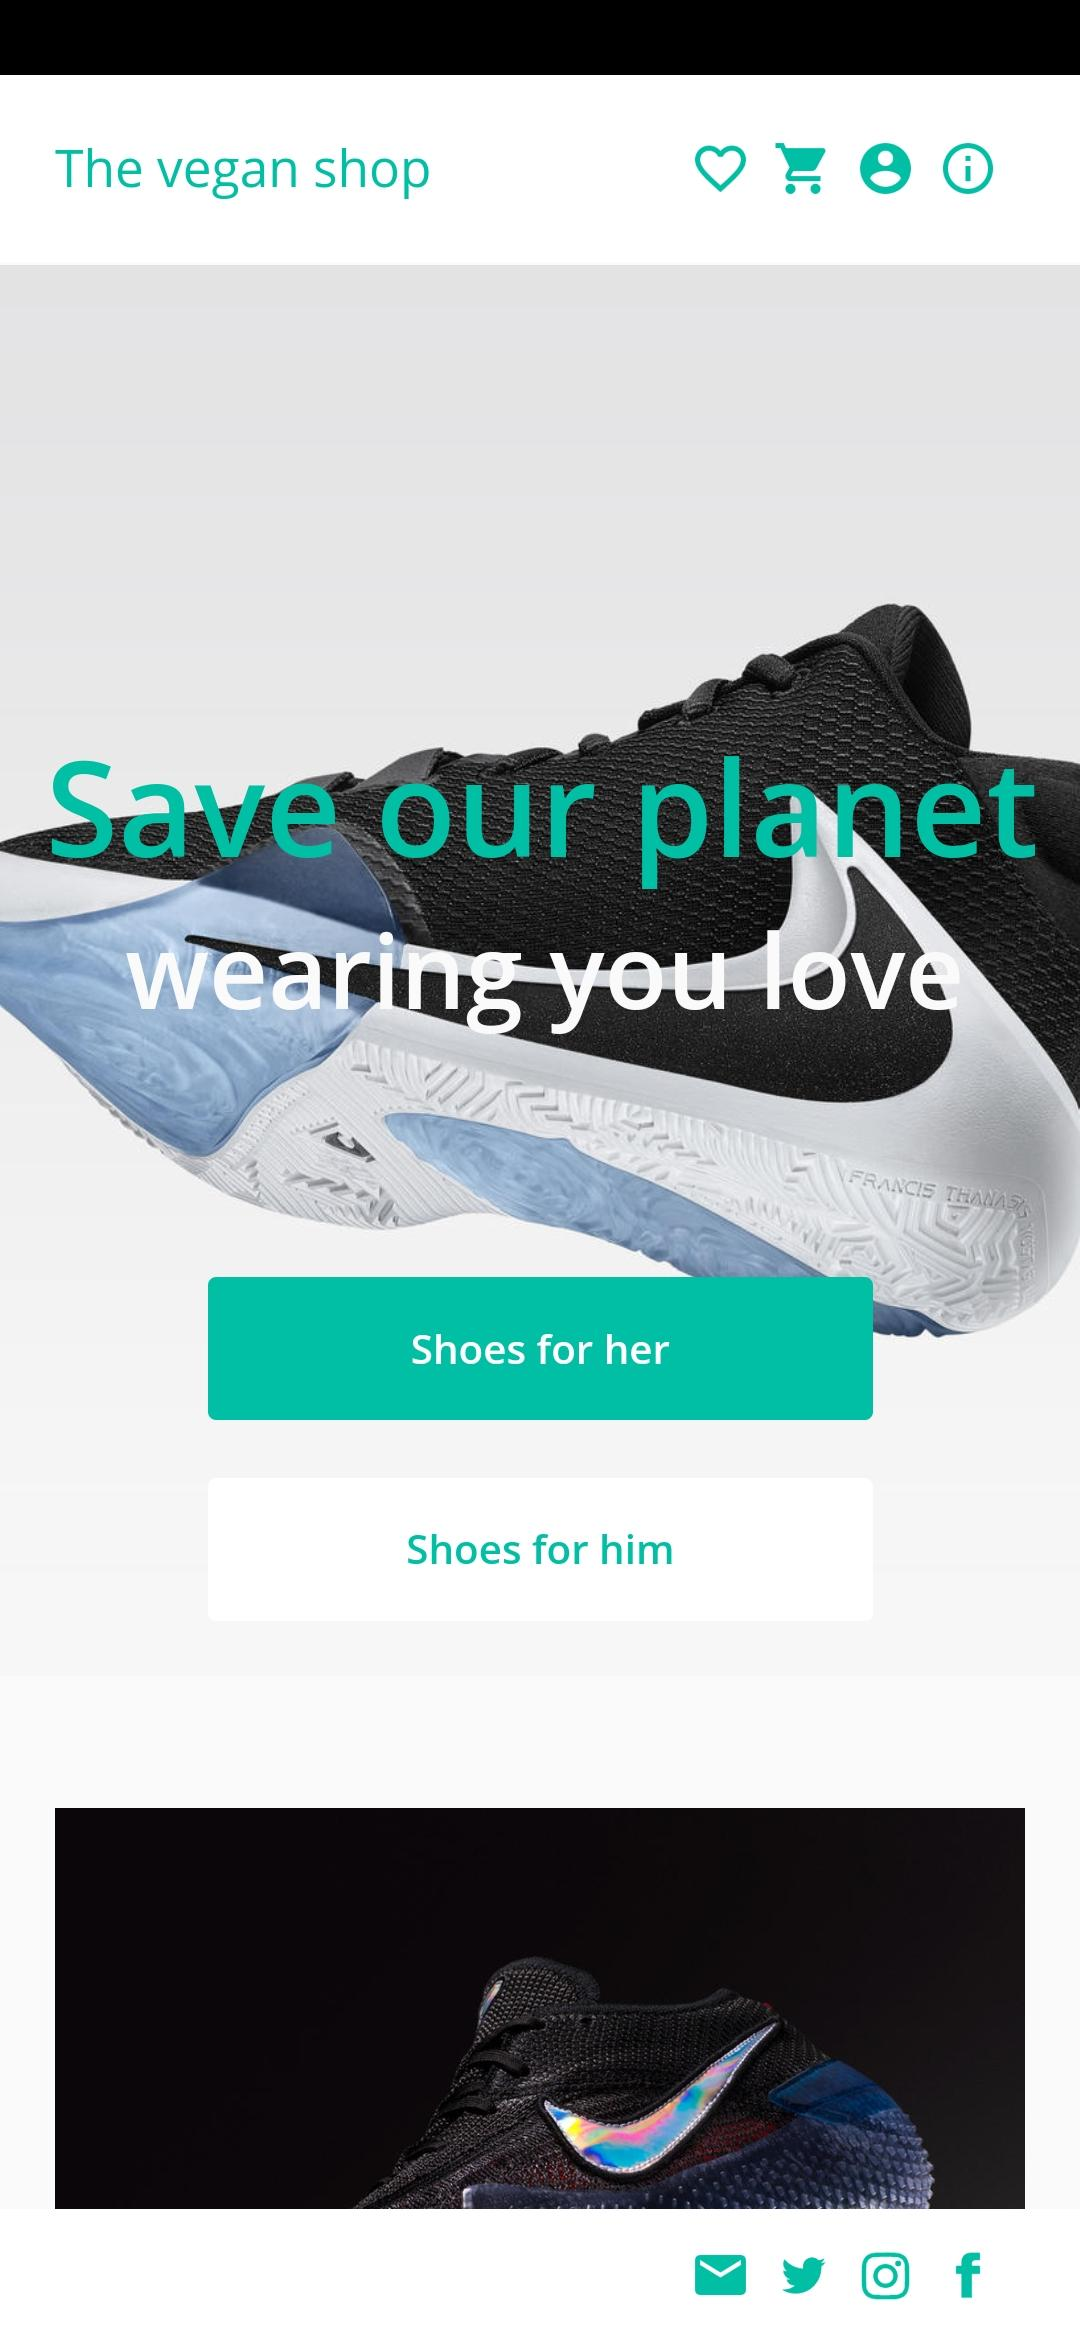 The vegan shop
Save our planet
wearing you love
FRANCIS THANASIS
Shoes for her
Shoes for him